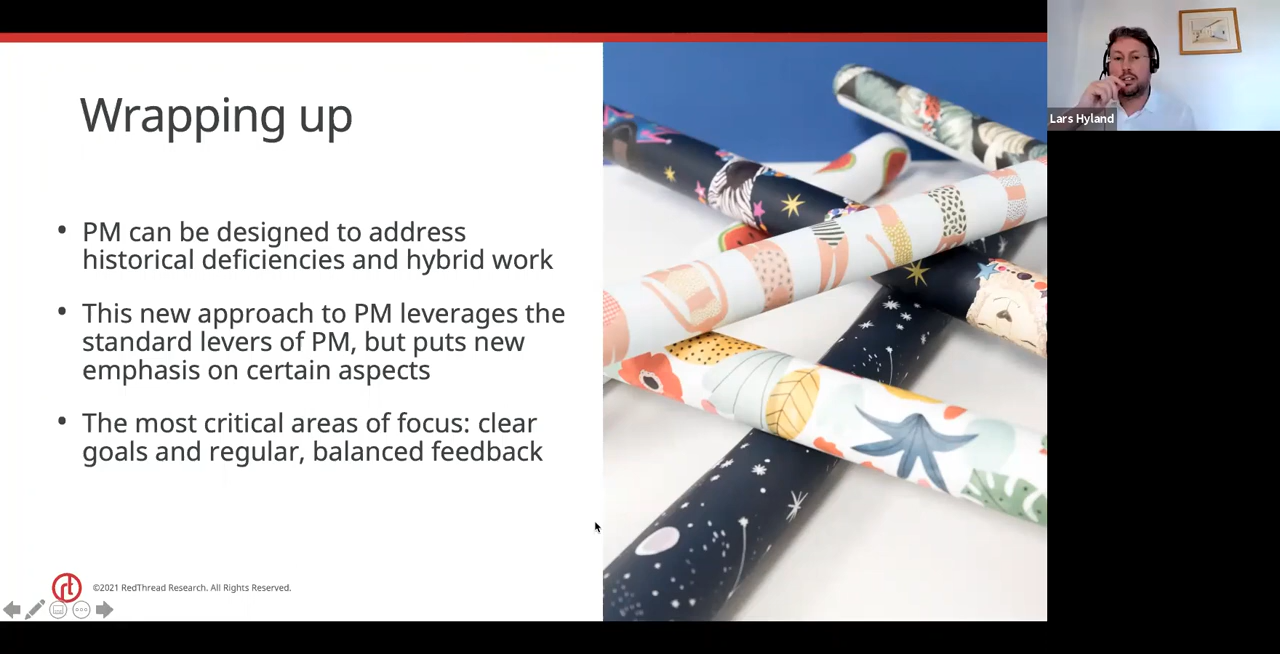 Wrapping up
• PM can be designed to address
historical deficiencies and hybrid work
• This new approach to PM leverages the
standard levers of PM, but puts new
emphasis on certain aspects
• The most critical areas of focus: clear
goals and regular, balanced feedback
rt
©2021 RedThread Research. All Rights Reserved.
Lars Hyland